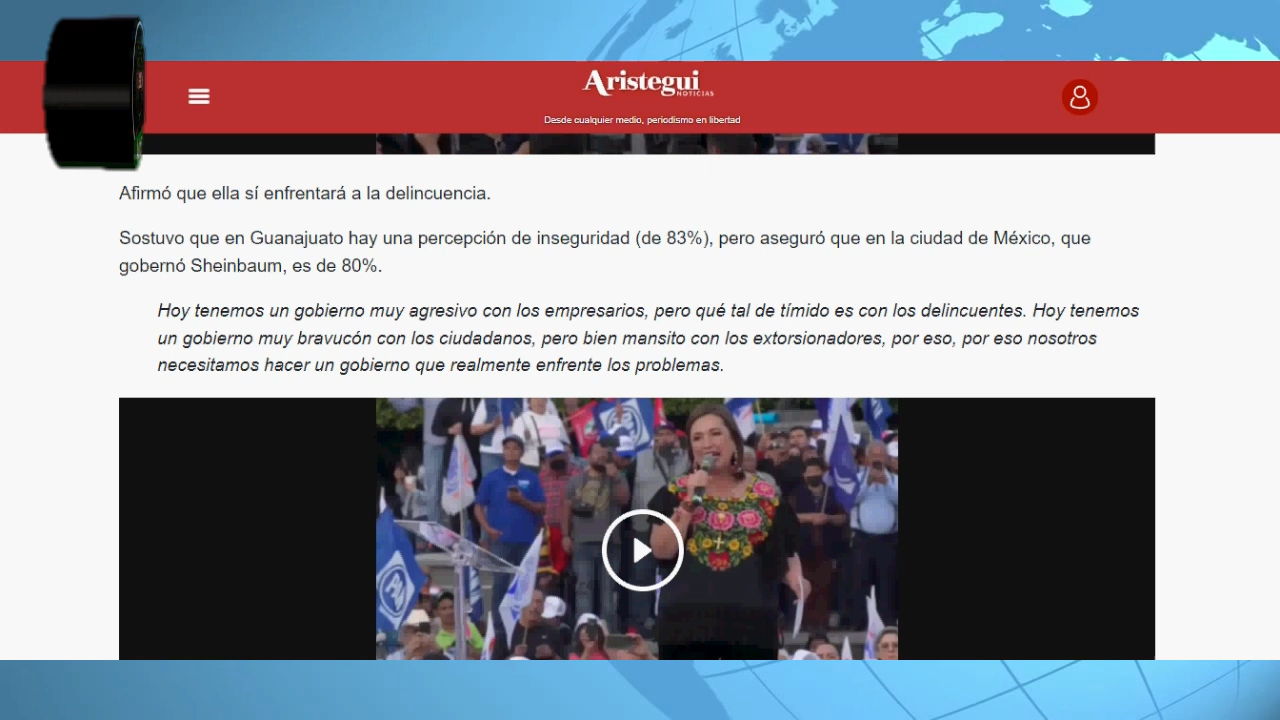 Aristegui
NOTICIAS
Desde cualquier medio, periodismo en libertad
Afirmó que ella sí enfrentará a la delincuencia.
Sostuvo que en Guanajuato hay una percepción de inseguridad (de 83%), pero aseguró que en la ciudad de México, que
gobernó Sheinbaum, es de 80%.
Hoy tenemos un gobierno muy agresivo con los empresarios, pero qué tal de tímido es con los delincuentes. Hoy tenemos
un gobierno muy bravucón con los ciudadanos, pero bien mansito con los extorsionadores, por eso, por eso nosotros
necesitamos hacer un gobierno que realmente enfrente los problemas.
PAN
PAN